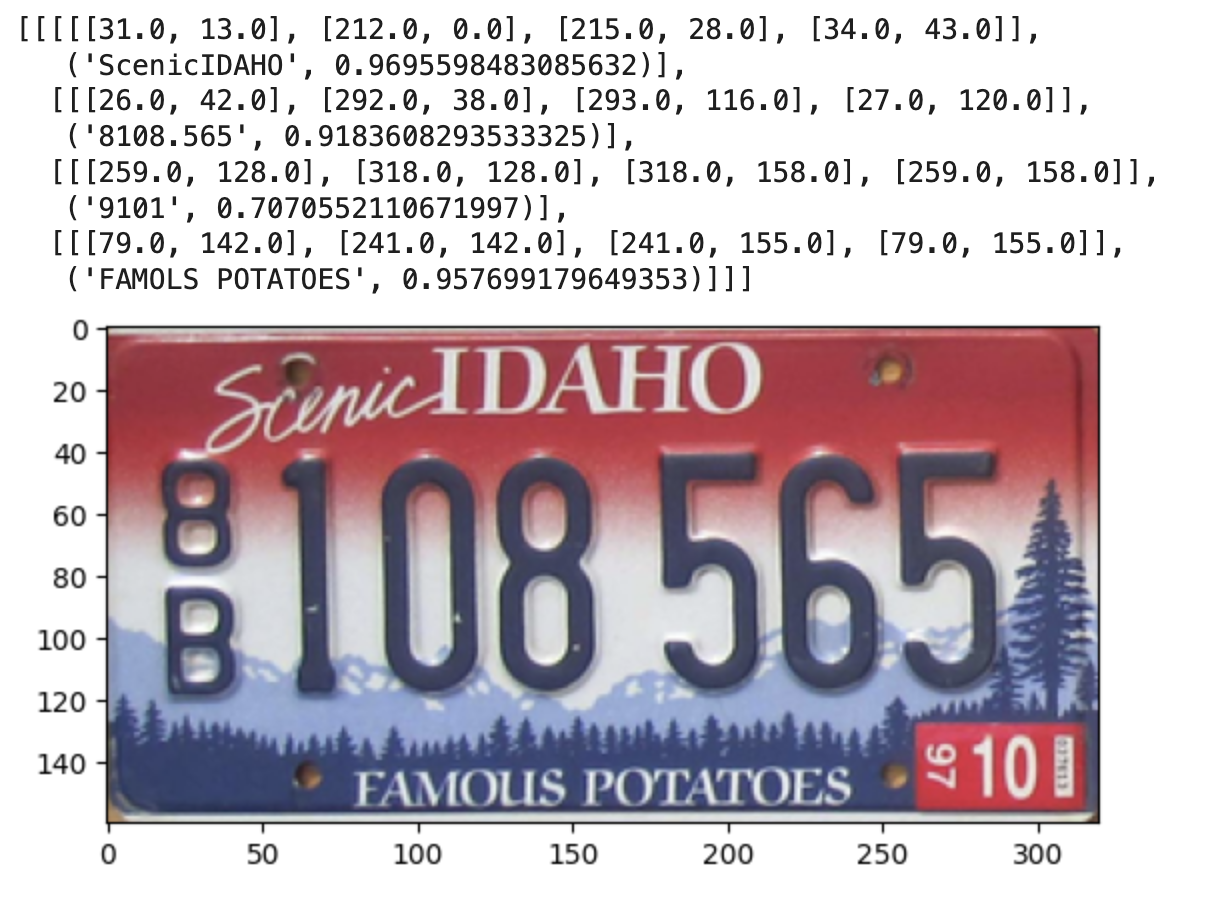 [[[[[31.0, 13.0], [212.0, 0.0], [215.0, 28.0], [34.0, 43.0]],
('ScenicIDAHO', 0.9695598483085632)],
[[[26.0, 42.0], [292.0, 38.0], [293.0, 116.0], [27.0, 120.0]],
('8108.565', 0.9183608293533325)],
[[[259.0, 128.0], [318.0, 128.0], [318.0, 158.0], [259.0, 158.0]],
('9101', 0.7070552110671997)],
[[[79.0, 142.0], [241.0, 142.0], [241.0, 155.0], [79.0, 155.0]],
('FAMOLS POTATOES', 0.957699179649353)]]]
0
20
40
60
80
100
120
140
Scenic IDAHO
8B 108 565
97 10
FAMOUS POTATOES
0 50 100 150 200 250 300